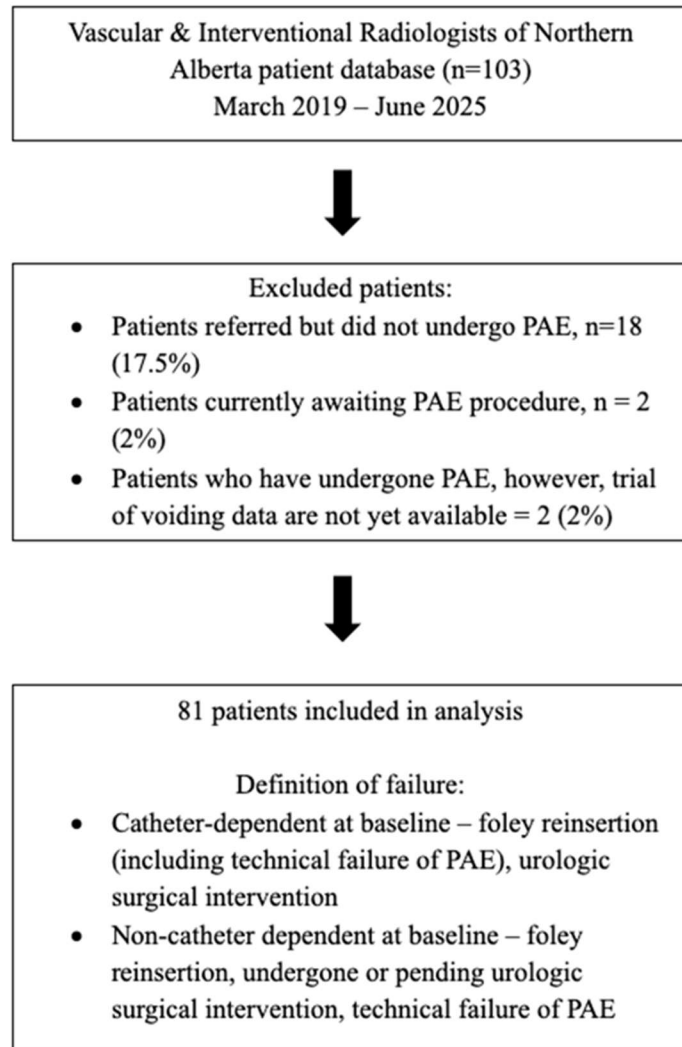 Vascular & Interventional Radiologists of Northern
Alberta patient database (n=103)
March 2019 – June 2025
Excluded patients:
• Patients referred but did not undergo PAE, n=18
(17.5%)
• Patients currently awaiting PAE procedure, n = 2
(2%)
• Patients who have undergone PAE, however, trial
of voiding data are not yet available = 2 (2%)
81 patients included in analysis
Definition of failure:
• Catheter-dependent at baseline – foley reinsertion
(including technical failure of PAE), urologic
surgical intervention
• Non-catheter dependent at baseline – foley
reinsertion, undergone or pending urologic
surgical intervention, technical failure of PAE